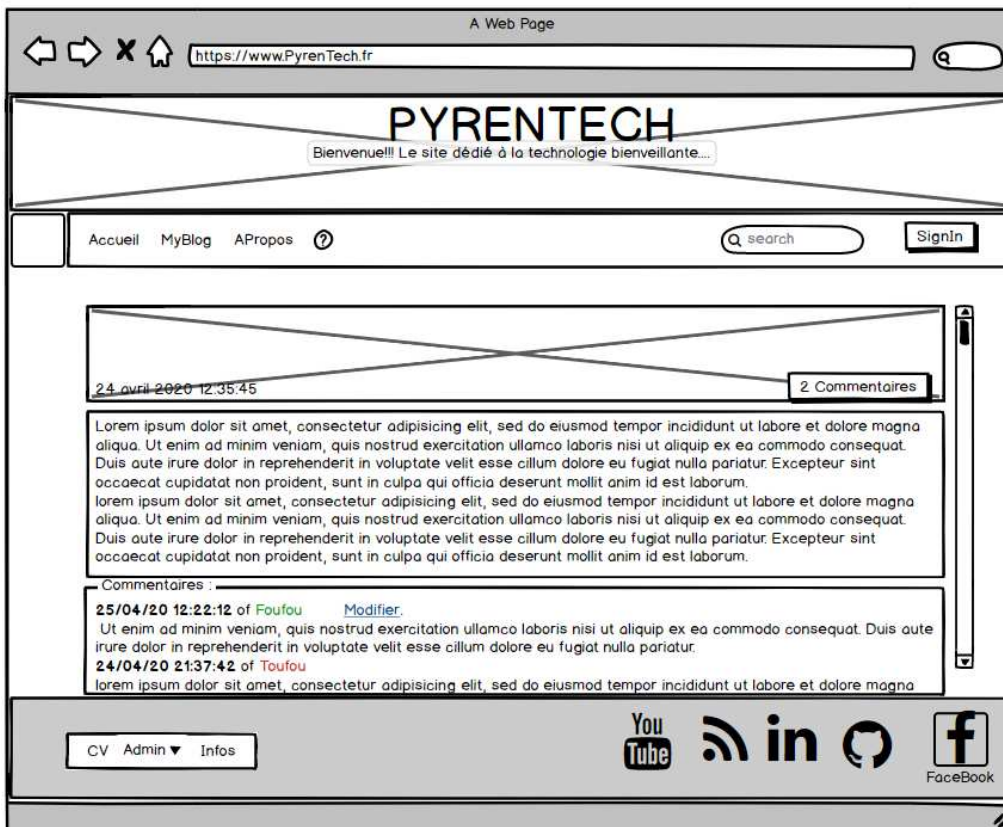 A Web Page
https://www.PyrenTech.fr
PYRENTECH
Bienvenue!!! Le site dédié à la technologie bienveillante....
Accueil MyBlog APropos ? search SignIn
24 avril 2020 12:35:45 2 Commentaires
Lorem ipsum dolor sit amet, consectetur adipisicing elit, sed do eiusmod tempor incididunt ut labore et dolore magna
aliqua. Ut enim ad minim veniam, quis nostrud exercitation ullamco laboris nisi ut aliquip ex ea commodo consequat.
Duis aute irure dolor in reprehenderit in voluptate velit esse cillum dolore eu fugiat nulla pariatur. Excepteur sint
occaecat cupidatat non proident, sunt in culpa qui officia deserunt mollit anim id est laborum.
lorem ipsum dolor sit amet, consectetur adipisicing elit, sed do eiusmod tempor incididunt ut labore et dolore magna
aliqua. Ut enim ad minim veniam, quis nostrud exercitation ullamco laboris nisi ut aliquip ex ea commodo consequat.
Duis aute irure dolor in reprehenderit in voluptate velit esse cillum dolore eu fugiat nulla pariatur. Excepteur sint
occaecat cupidatat non proident, sunt in culpa qui officia deserunt mollit anim id est laborum.
Commentaires :
25/04/20 12:22:12 of Foufou Modifier.
Ut enim ad minim veniam, quis nostrud exercitation ullamco laboris nisi ut aliquip ex ea commodo consequat. Duis aute
irure dolor in reprehenderit in voluptate velit esse cillum dolore eu fugiat nulla pariatur.
24/04/20 21:37:42 of Toufou
lorem ipsum dolor sit amet, consectetur adipisicing elit, sed do eiusmod tempor incididunt ut labore et dolore magna
CV Admin Infos
You
Tube
in
f
FaceBook